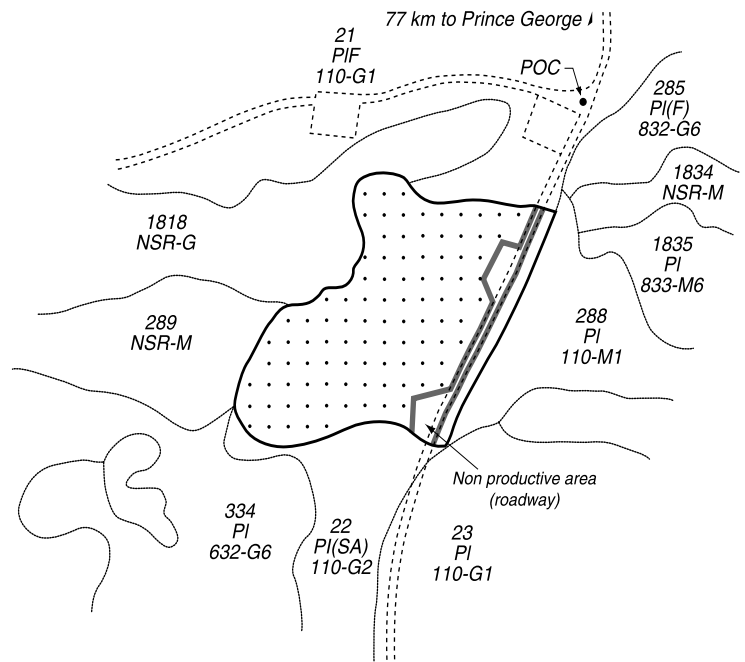 77 km to Prince George
21
PlF
110-G1
POC
285
Pl(F)
832-G6
1834
NSR-M
1818
NSR-G
1835
Pl
833-M6
289
NSR-M
288
Pl
110-M1
Non productive area
(roadway)
334
Pl
632-G6
22
Pl(SA)
110-G2
23
Pl
110-G1